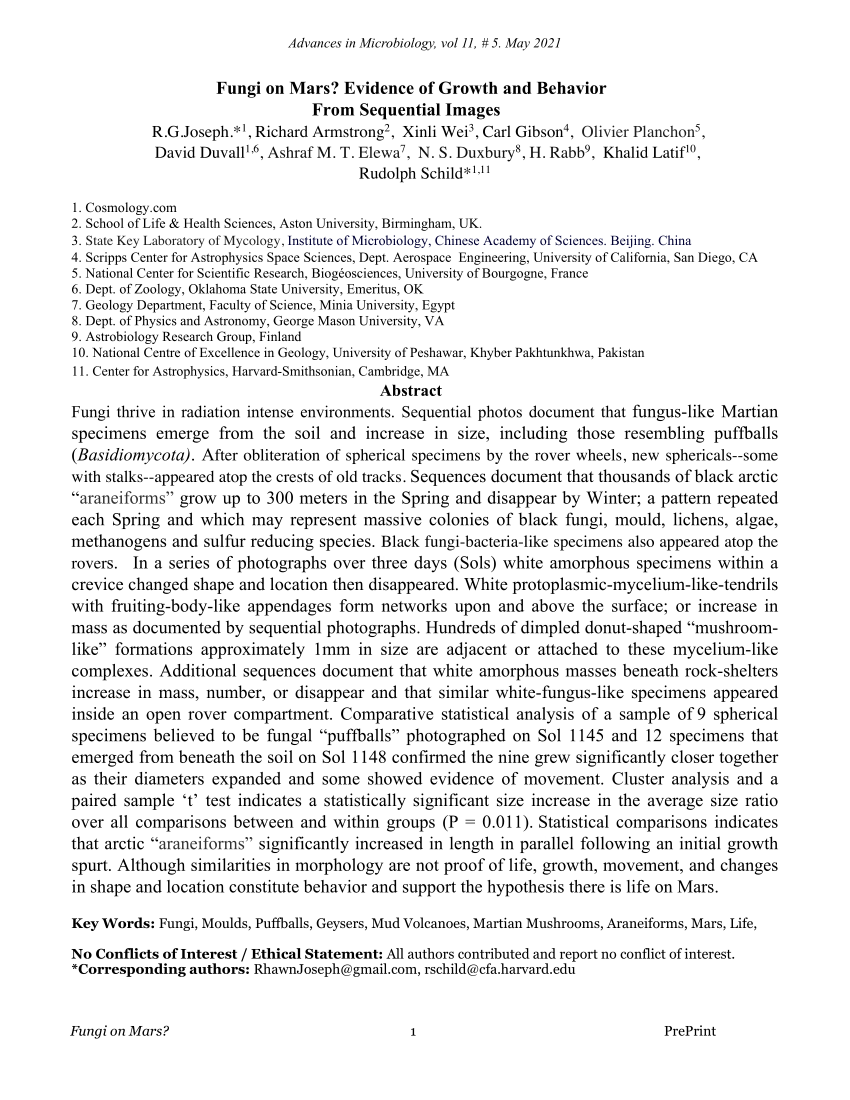 Advances in Microbiology, vol 11, # 5. May 2021
Fungi on Mars? Evidence of Growth and Behavior
From Sequential Images
R.G.Joseph.*1, Richard Armstrong2, Xinli Wei3, Carl Gibson4, Olivier Planchon5,
David Duvall1,6, Ashraf M. T. Elewa7, N. S. Duxbury8, H. Rabb9, Khalid Latif10,
Rudolph Schild*1,11
1. Cosmology.com
2. School of Life & Health Sciences, Aston University, Birmingham, UK.
3. State Key Laboratory of Mycology, Institute of Microbiology, Chinese Academy of Sciences. Beijing. China
4. Scripps Center for Astrophysics Space Sciences, Dept. Aerospace Engineering, University of California, San Diego, CA
5. National Center for Scientific Research, Biogéosciences, University of Bourgogne, France
6. Dept. of Zoology, Oklahoma State University, Emeritus, OK
7. Geology Department, Faculty of Science, Minia University, Egypt
8. Dept. of Physics and Astronomy, George Mason University, VA
9. Astrobiology Research Group, Finland
10. National Centre of Excellence in Geology, University of Peshawar, Khyber Pakhtunkhwa, Pakistan
11. Center for Astrophysics, Harvard-Smithsonian, Cambridge, MA
Abstract
Fungi thrive in radiation intense environments. Sequential photos document that fungus-like Martian
specimens emerge from the soil and increase in size, including those resembling puffballs
(Basidiomycota). After obliteration of spherical specimens by the rover wheels, new sphericals--some
with stalks--appeared atop the crests of old tracks. Sequences document that thousands of black arctic
“araneiforms” grow up to 300 meters in the Spring and disappear by Winter; a pattern repeated
each Spring and which may represent massive colonies of black fungi, mould, lichens, algae,
methanogens and sulfur reducing species. Black fungi-bacteria-like specimens also appeared atop the
rovers. In a series of photographs over three days (Sols) white amorphous specimens within a
crevice changed shape and location then disappeared. White protoplasmic-mycelium-like-tendrils
with fruiting-body-like appendages form networks upon and above the surface; or increase in
mass as documented by sequential photographs. Hundreds of dimpled donut-shaped “mushroom-
like” formations approximately 1mm in size are adjacent or attached to these mycelium-like
complexes. Additional sequences document that white amorphous masses beneath rock-shelters
increase in mass, number, or disappear and that similar white-fungus-like specimens appeared
inside an open rover compartment. Comparative statistical analysis of a sample of 9 spherical
specimens believed to be fungal “puffballs” photographed on Sol 1145 and 12 specimens that
emerged from beneath the soil on Sol 1148 confirmed the nine grew significantly closer together
as their diameters expanded and some showed evidence of movement. Cluster analysis and a
paired sample ‘t’ test indicates a statistically significant size increase in the average size ratio
over all comparisons between and within groups (P = 0.011). Statistical comparisons indicates
that arctic “araneiforms” significantly increased in length in parallel following an initial growth
spurt. Although similarities in morphology are not proof of life, growth, movement, and changes
in shape and location constitute behavior and support the hypothesis there is life on Mars.
Key Words: Fungi, Moulds, Puffballs, Geysers, Mud Volcanoes, Martian Mushrooms, Araneiforms, Mars, Life,
No Conflicts of Interest / Ethical Statement: All authors contributed and report no conflict of interest.
*Corresponding authors: RhawnJoseph@gmail.com, rschild@cfa.harvard.edu
Fungi on Mars? 1 PrePrint